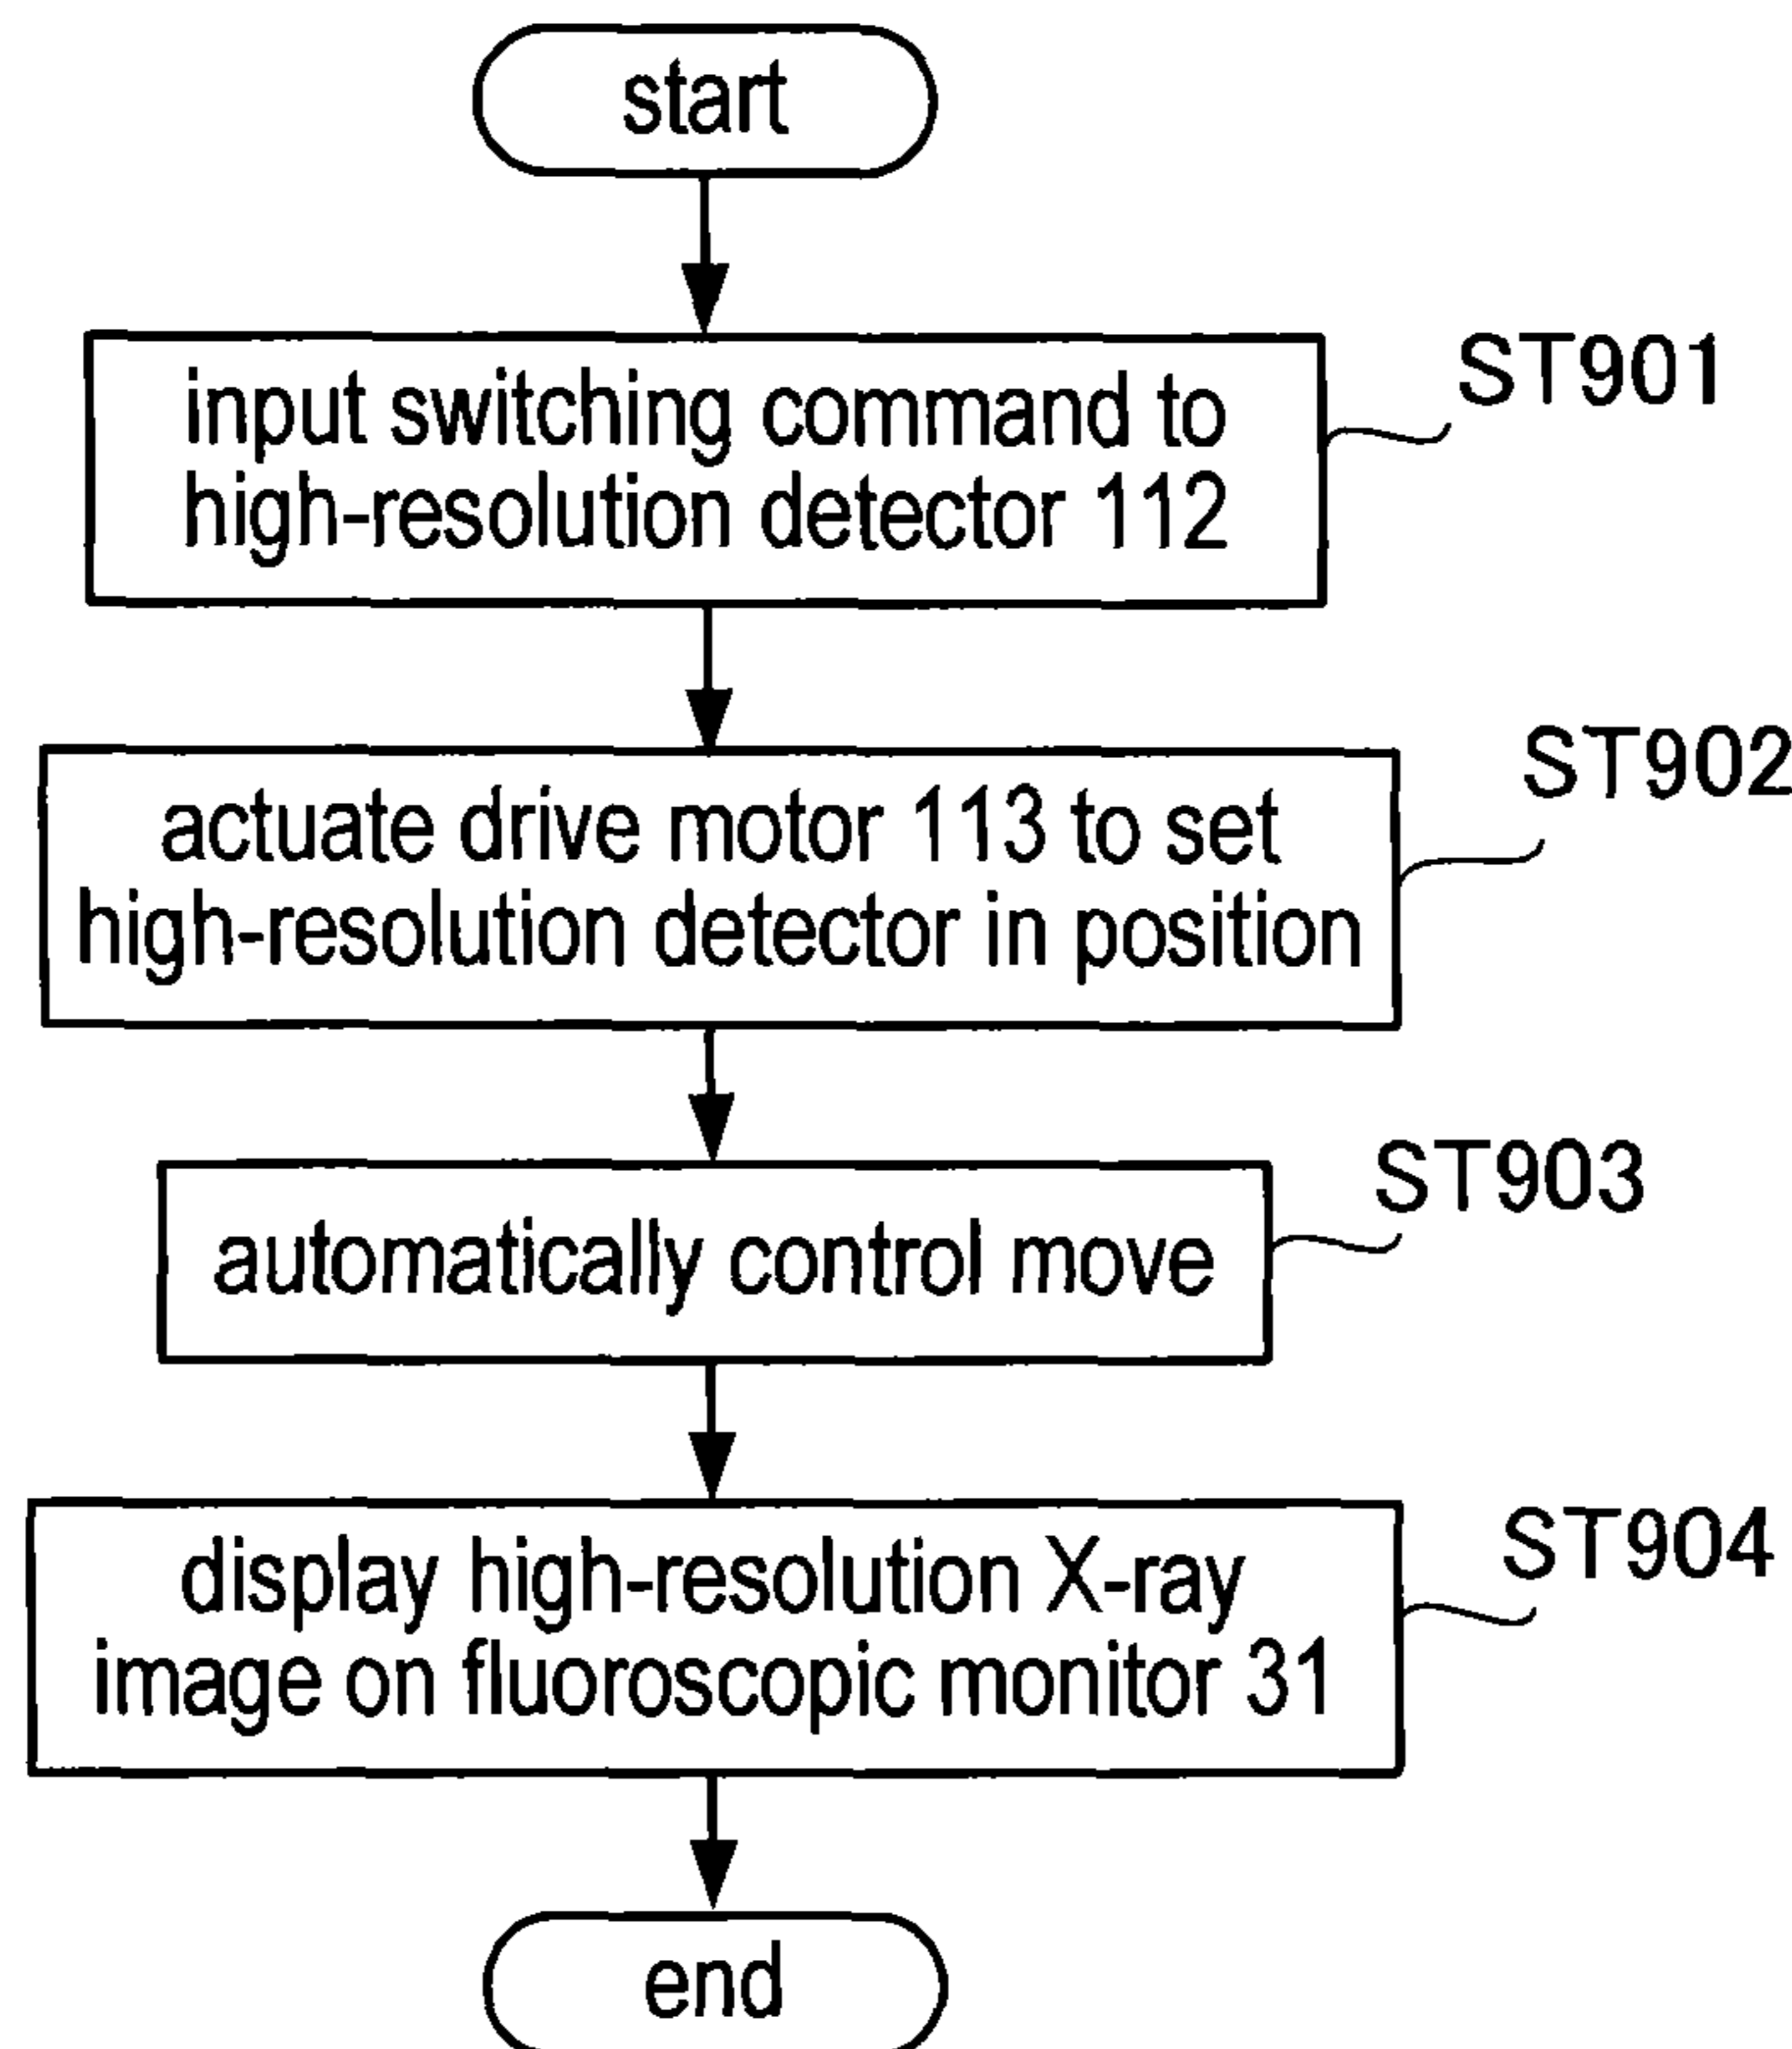 start
input switching command to
high-resolution detector 112
ST901
actuate drive motor 113 to set
high-resolution detector in position
ST902
automatically control move
ST903
display high-resolution X-ray
image on fluoroscopic monitor 31
ST904
end